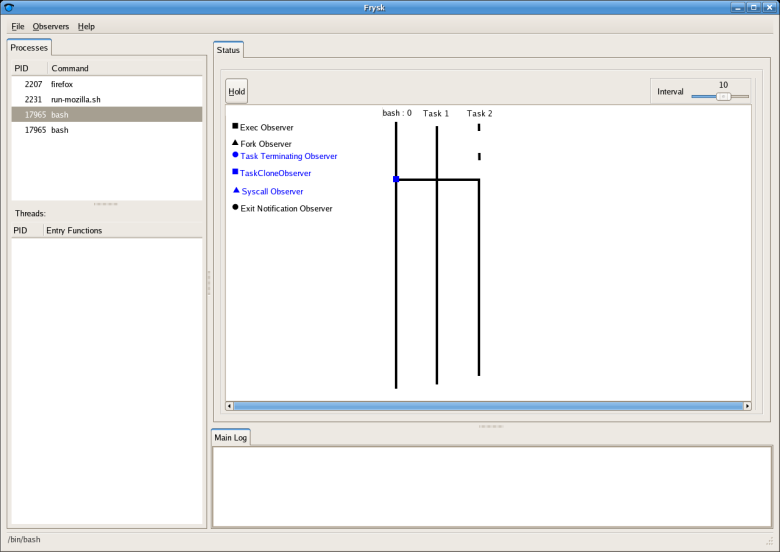 Frysk
File Observers Help
Processes
PID Command
2207 firefox
2231 run-mozilla.sh
17965 bash
17965 bash
Threads:
PID Entry Functions
Status
Hold
Interval
10
bash : 0 Task 1 Task 2
Exec Observer
Fork Observer
Task Terminating Observer
TaskCloneObserver
Syscall Observer
Exit Notification Observer
Main Log
/bin/bash